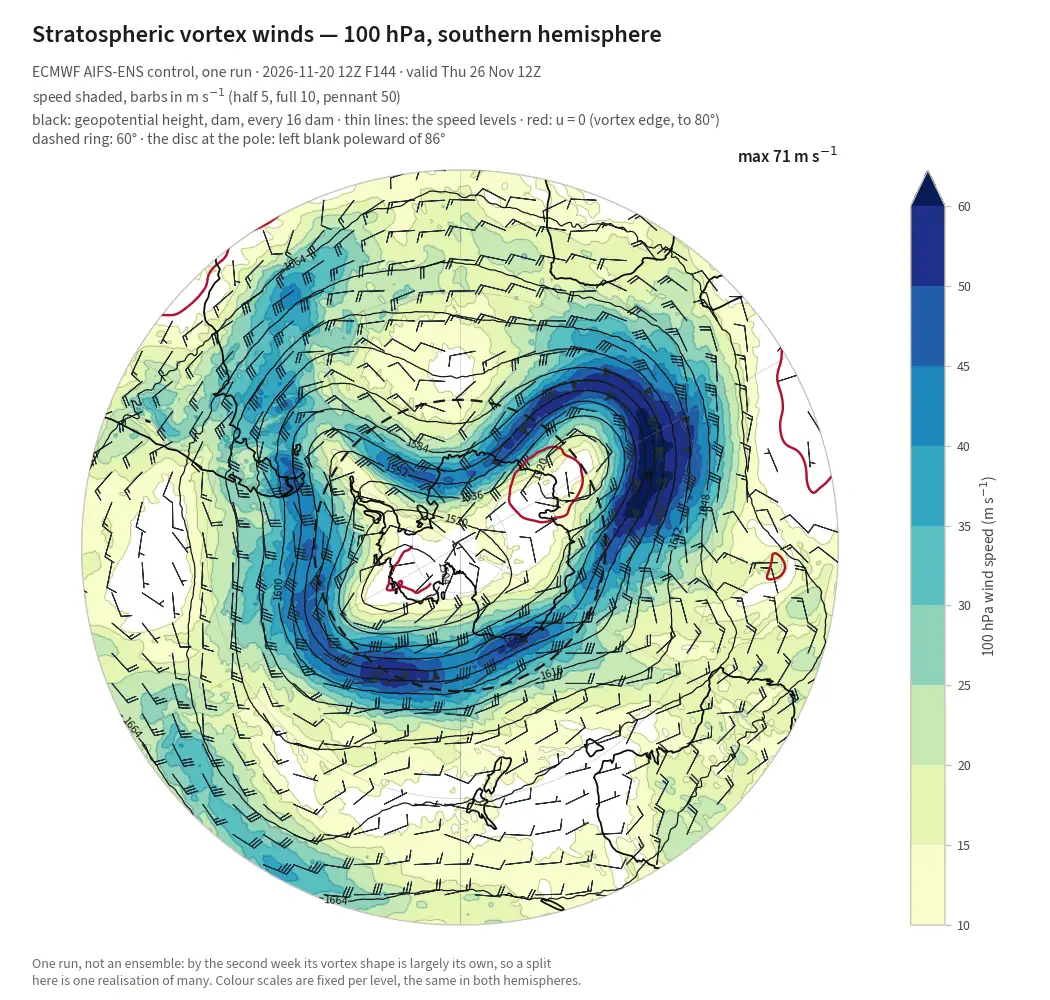 Stratospheric vortex winds — 100 hPa, southern hemisphere
ECMWF AIFS-ENS control, one run · 2026-11-20 12Z F144 · valid Thu 26 Nov 12Z
speed shaded, barbs in m s⁻¹ (half 5, full 10, pennant 50)
black: geopotential height, dam, every 16 dam · thin lines: the speed levels · red: u = 0 (vortex edge, to 80°)
dashed ring: 60° · the disc at the pole: left blank poleward of 86°
max 71 m s⁻¹
60
50
45
40
35
30
25
20
15
10
100 hPa wind speed (m s⁻¹)
1664
1584
1552
1536
1520
1648
1632
1600
1616
1664
1664
One run, not an ensemble: by the second week its vortex shape is largely its own, so a split
here is one realisation of many. Colour scales are fixed per level, the same in both hemispheres.